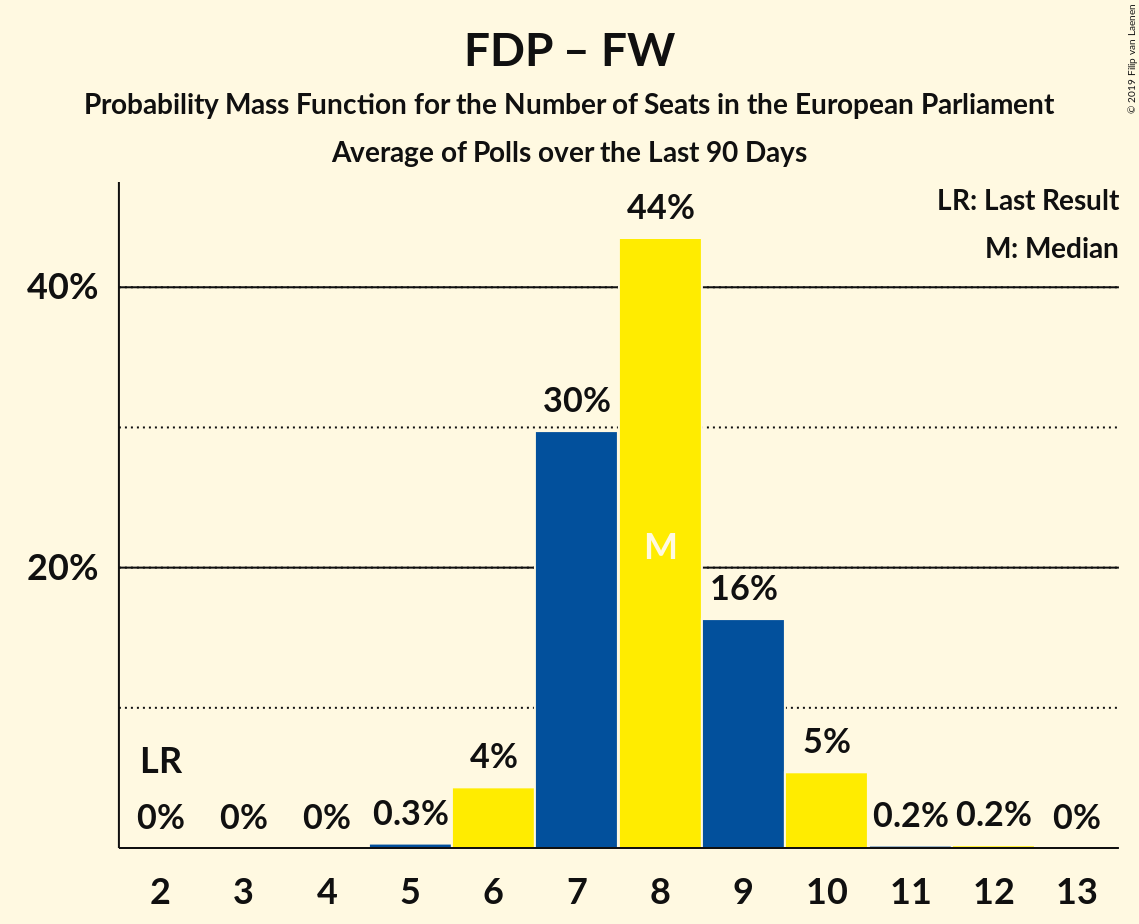 FDP – FW
Probability Mass Function for the Number of Seats in the European Parliament
Average of Polls over the Last 90 Days
© 2019 Filip van Laenen
LR: Last Result
M: Median
44%
40%
30%
M
20%
16%
LR
4%
5%
0%
0%
0%
0.3%
0.2%
0.2%
0%
2 3 4 5 6 7 8 9 10 11 12 13